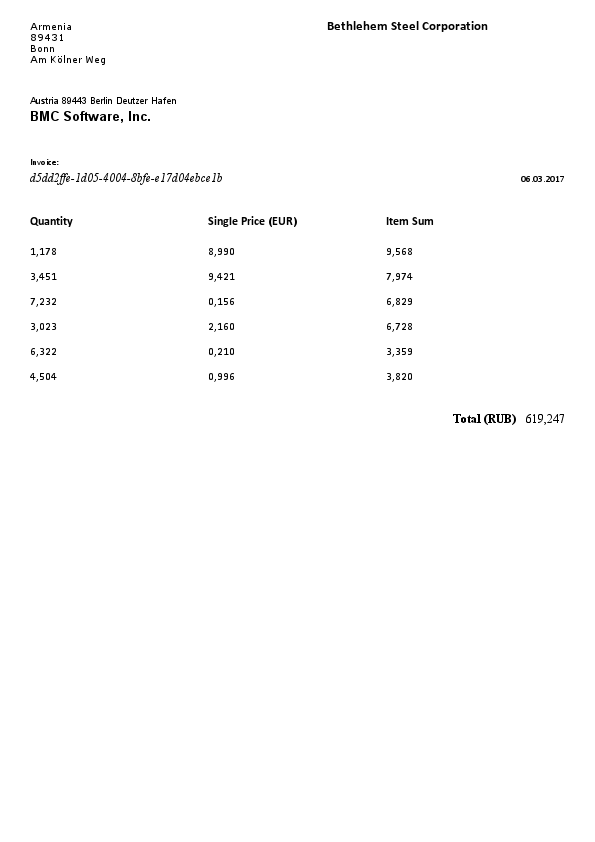 Armenia
89431
Bonn
Am Kölner Weg
Bethlehem Steel Corporation
Austria 89443 Berlin Deutzer Hafen
BMC Software, Inc.
Invoice:
d5dd2ffe-1d05-4004-8bfe-e17d04ebce1b
06.03.2017
Quantity Single Price (EUR) Item Sum
1,178 8,990 9,568
3,451 9,421 7,974
7,232 0,156 6,829
3,023 2,160 6,728
6,322 0,210 3,359
4,504 0,996 3,820
Total (RUB) 619,247